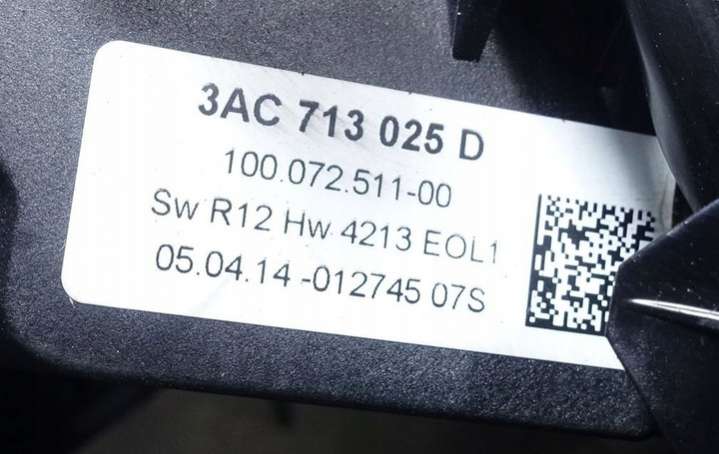 3AC 713 025 D
100.072.511-00
Sw R12 Hw 4213 EOL1
05.04.14 -012745 07S